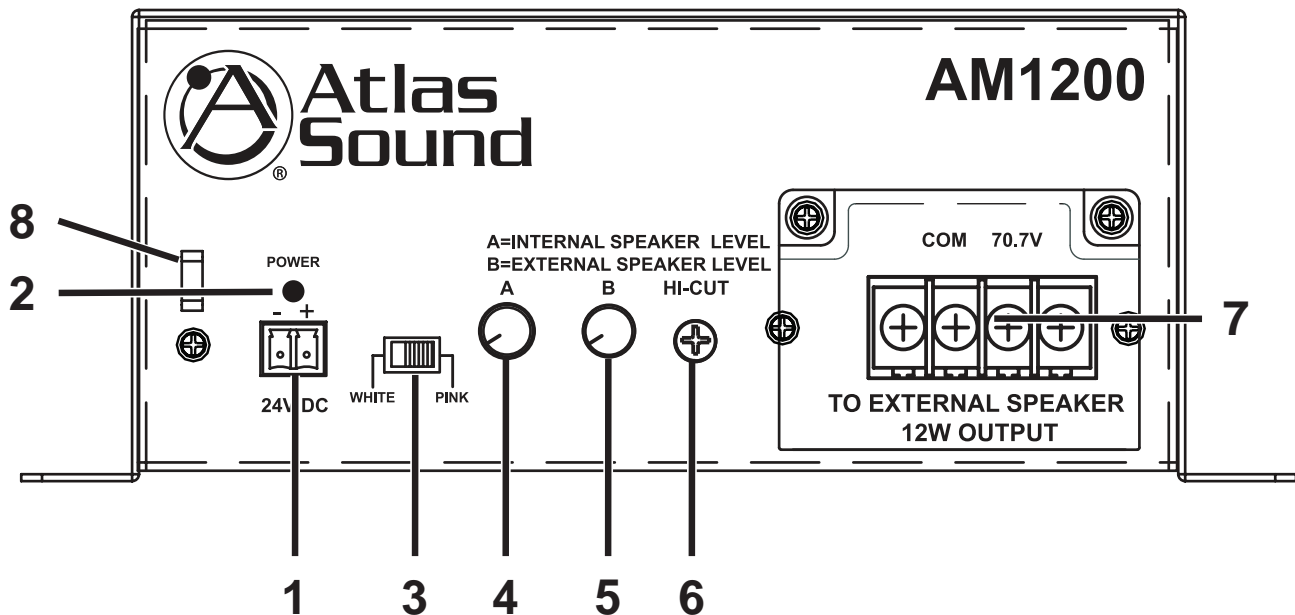 Atlas
Sound
®
AM1200
8
2
POWER
- +
24V DC
WHITE
PINK
A=INTERNAL SPEAKER LEVEL
B=EXTERNAL SPEAKER LEVEL
A B HI-CUT
COM 70.7V
7
TO EXTERNAL SPEAKER
12W OUTPUT
1 3 4 5 6